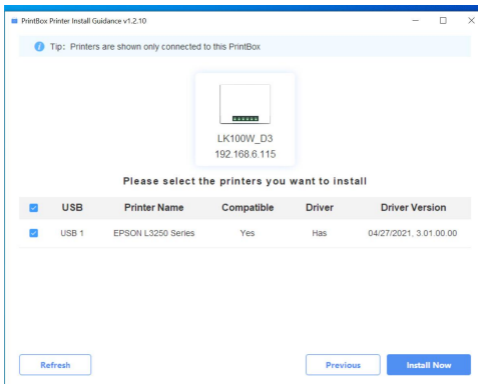 PrintBox Printer Install Guidance v1.2.10
Tip: Printers are shown only connected to this PrintBox
LK100W_D3
192.168.6.115
Please select the printers you want to install
USB Printer Name Compatible Driver Driver Version
USB 1 EPSON L3250 Series Yes Has 04/27/2021, 3.01.00.00
Refresh Previous Install Now